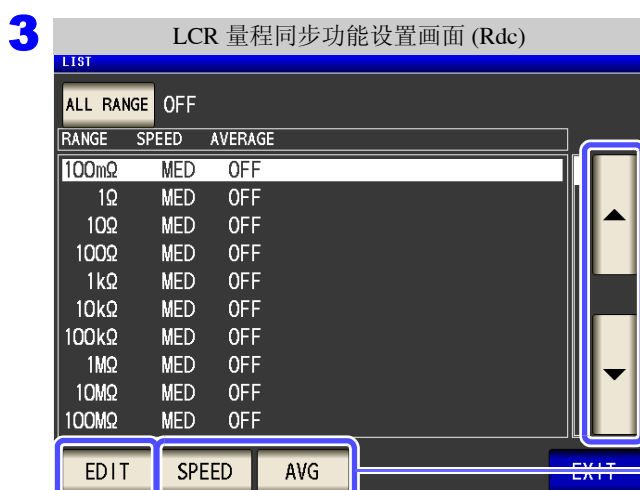 3
LCR 量程同步功能设置画面 (Rdc)
LIST
ALL RANGE OFF
RANGE SPEED AVERAGE
100mΩ MED OFF
1Ω MED OFF
10Ω MED OFF
100Ω MED OFF
1kΩ MED OFF
10kΩ MED OFF
100kΩ MED OFF
1MΩ MED OFF
10MΩ MED OFF
100MΩ MED OFF
EDIT SPEED AVG EXIT